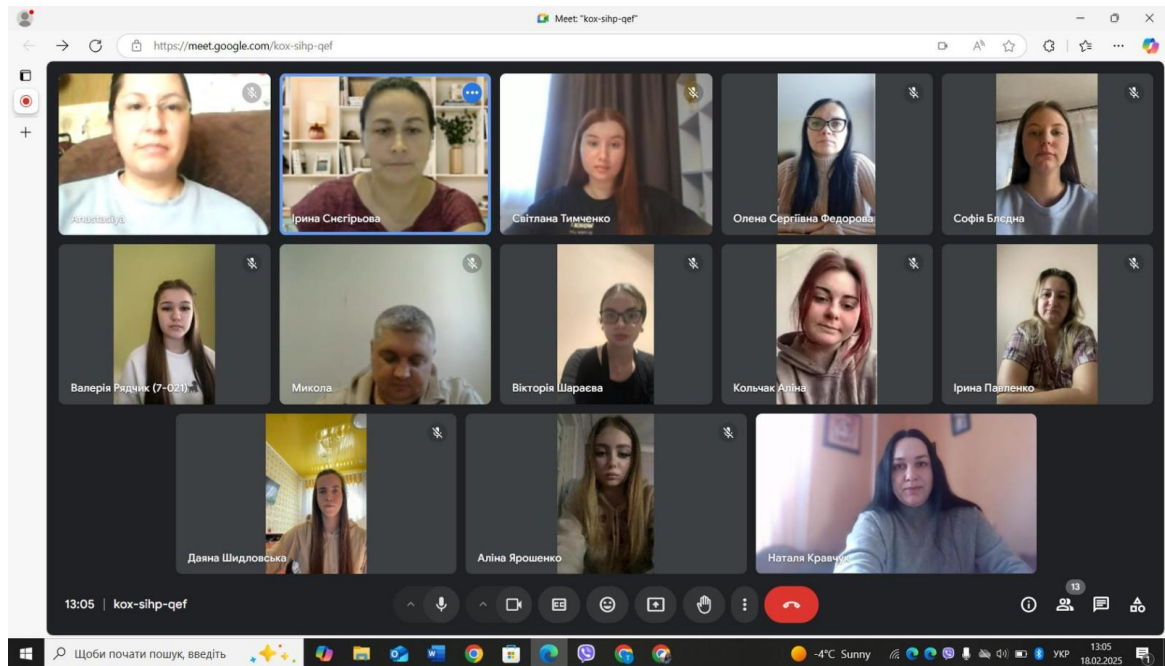 Meet: "kox-sihp-qef"
https://meet.google.com/kox-sihp-qef
Anastasiya
Ірина Снєгірьова
Світлана Тимченко
Олена Сергіївна Федорова
Софія Блєдна
Валерія Рядчик (7-021)
Микола
Вікторія Шараєва
Кольчак Аліна
Ірина Павленко
Даяна Шидловська
Аліна Ярошенко
Наталя Кравчук
13:05 | kox-sihp-qef
13
Щоби почати пошук, введіть
-4°C Sunny
УКР
13:05
18.02.2025